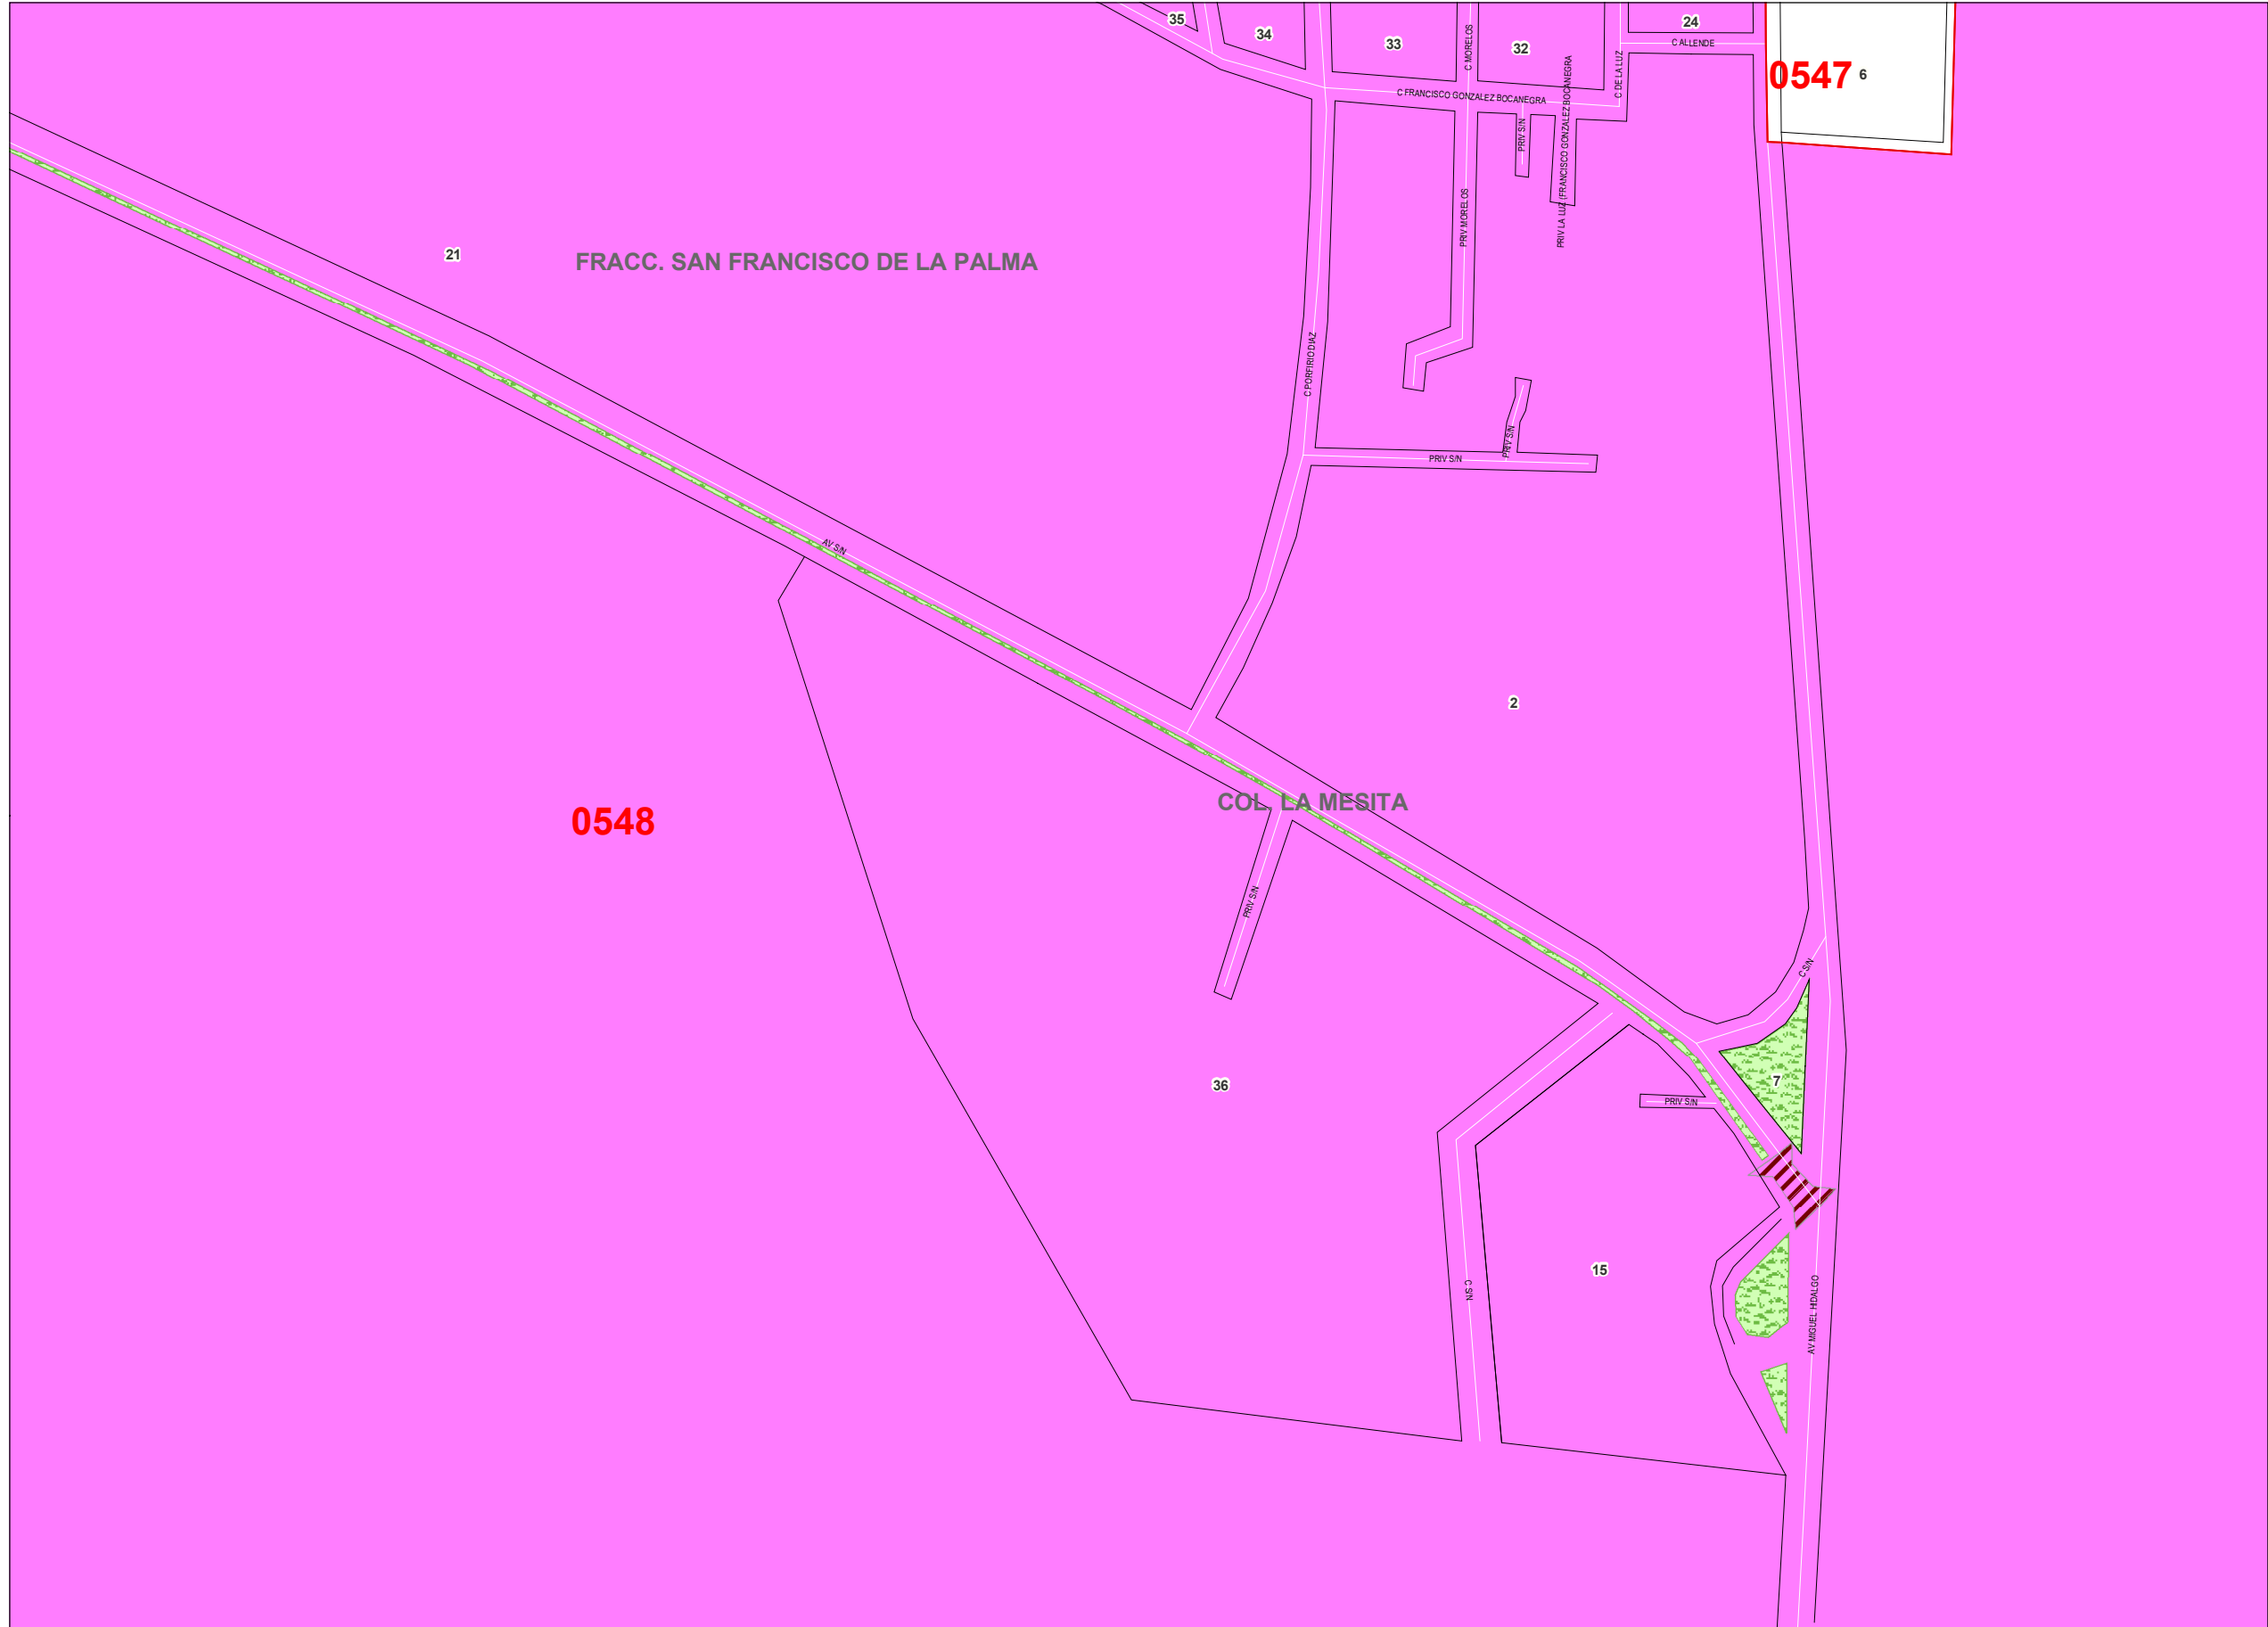 35
34
33
32
24
C MORELOS
C DE LA LUZ
C ALLENDE
0547
6
C FRANCISCO GONZALEZ BOCANEGRA
PRIV S/N
PRIV LA LUZ (FRANCISCO GONZALEZ BOCANEGRA
PRIV MORELOS
21
FRACC. SAN FRANCISCO DE LA PALMA
C PORFIRIO DIAZ
PRIV S/N
PRIV S/N
AV S/N
2
COL. LA MESITA
0548
PRIV S/N
C S/N
36
7
PRIV S/N
15
C S/N
AV MIGUEL HIDALGO